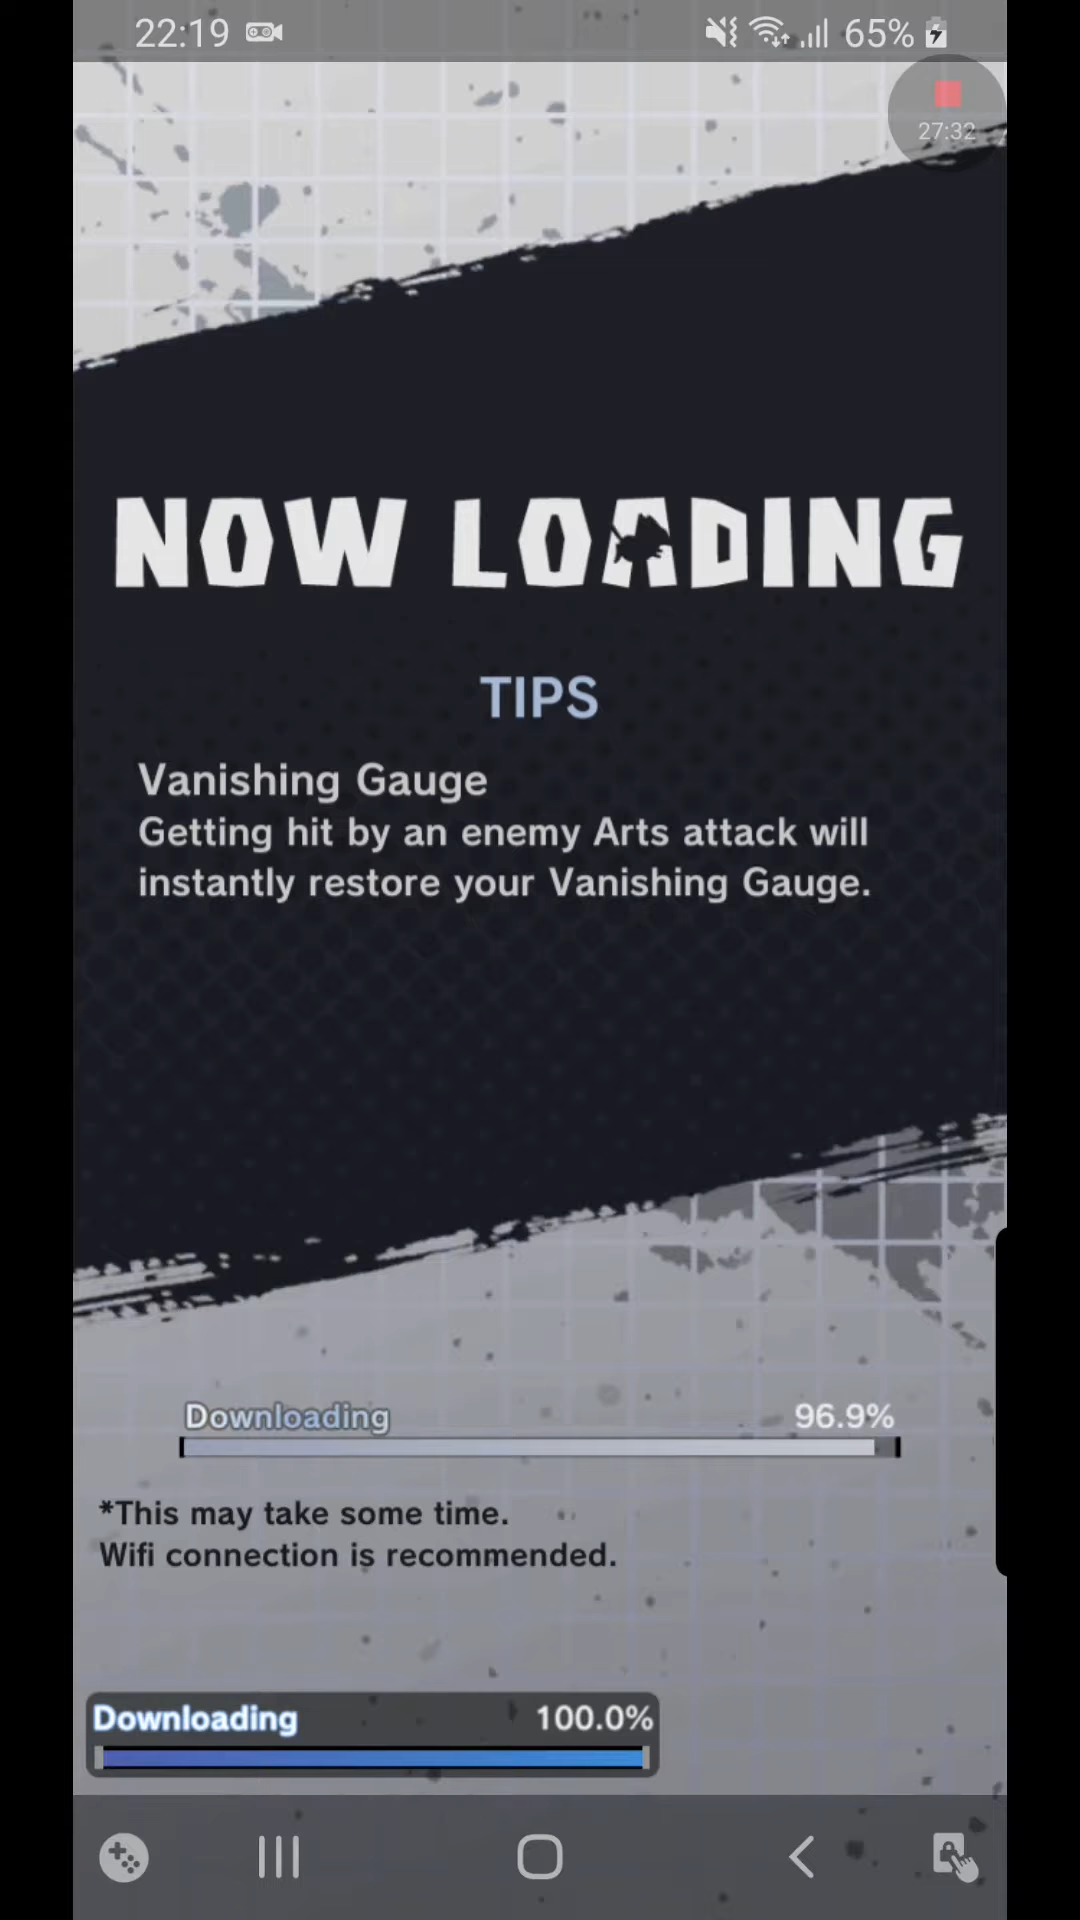 22:19
65%
27:32
NOW LOADING
TIPS
Vanishing Gauge
Getting hit by an enemy Arts attack will
instantly restore your Vanishing Gauge.
Downloading 96.9%
*This may take some time.
Wifi connection is recommended.
Downloading 100.0%